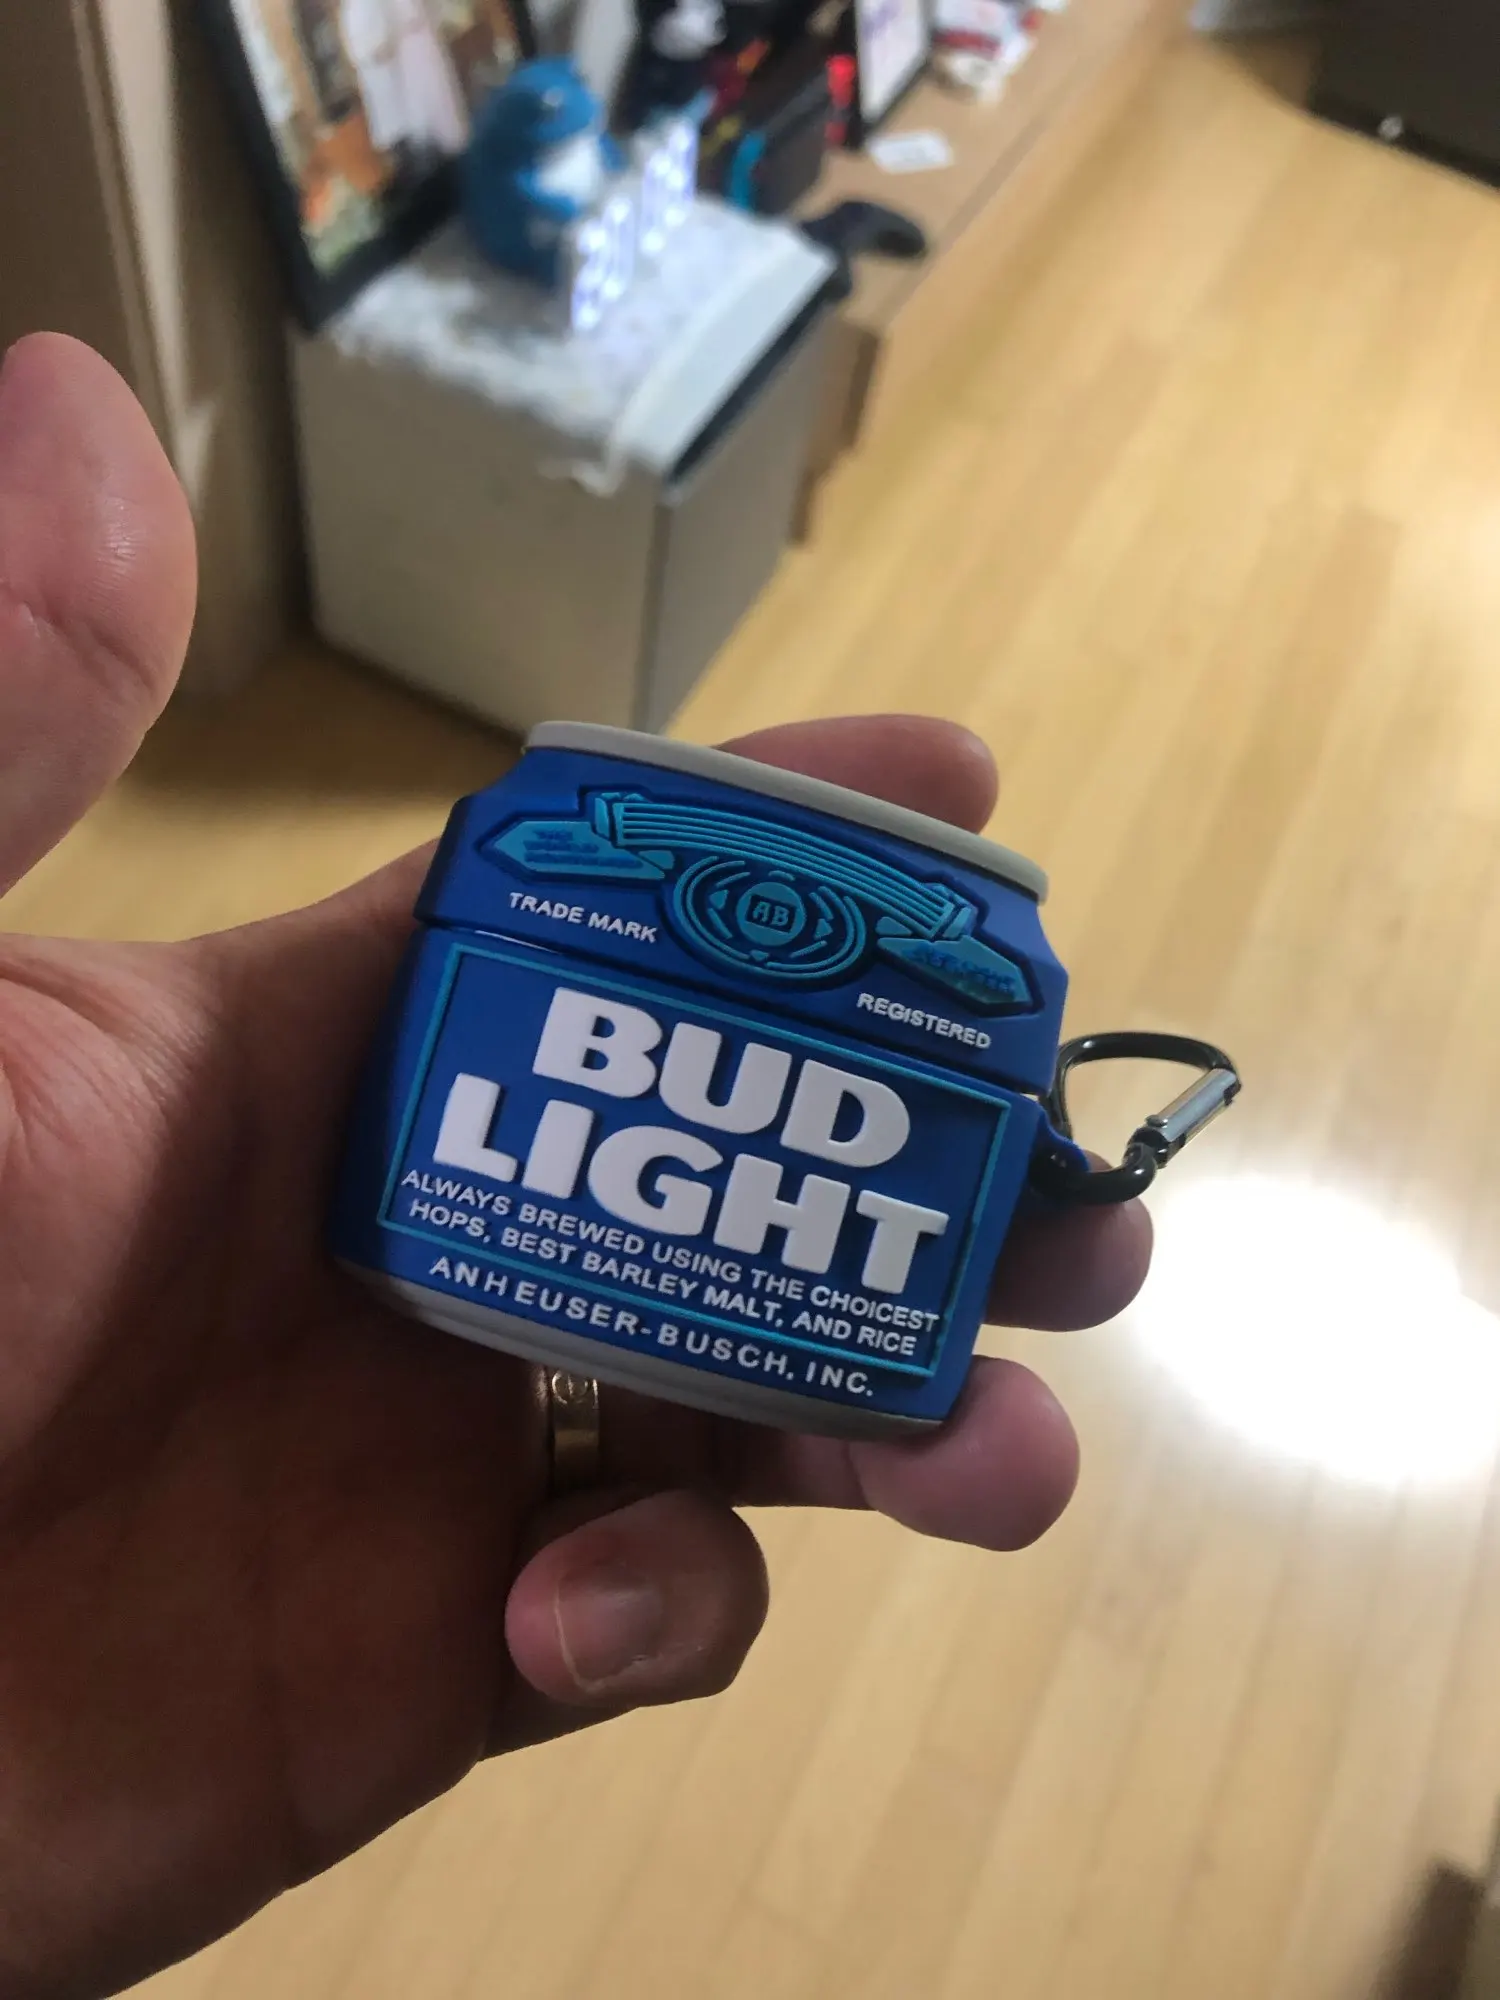 AB
TRADE MARK
REGISTERED
BUD
LIGHT
ALWAYS BREWED USING THE CHOICEST
HOPS, BEST BARLEY MALT, AND RICE
ANHEUSER-BUSCH, INC.